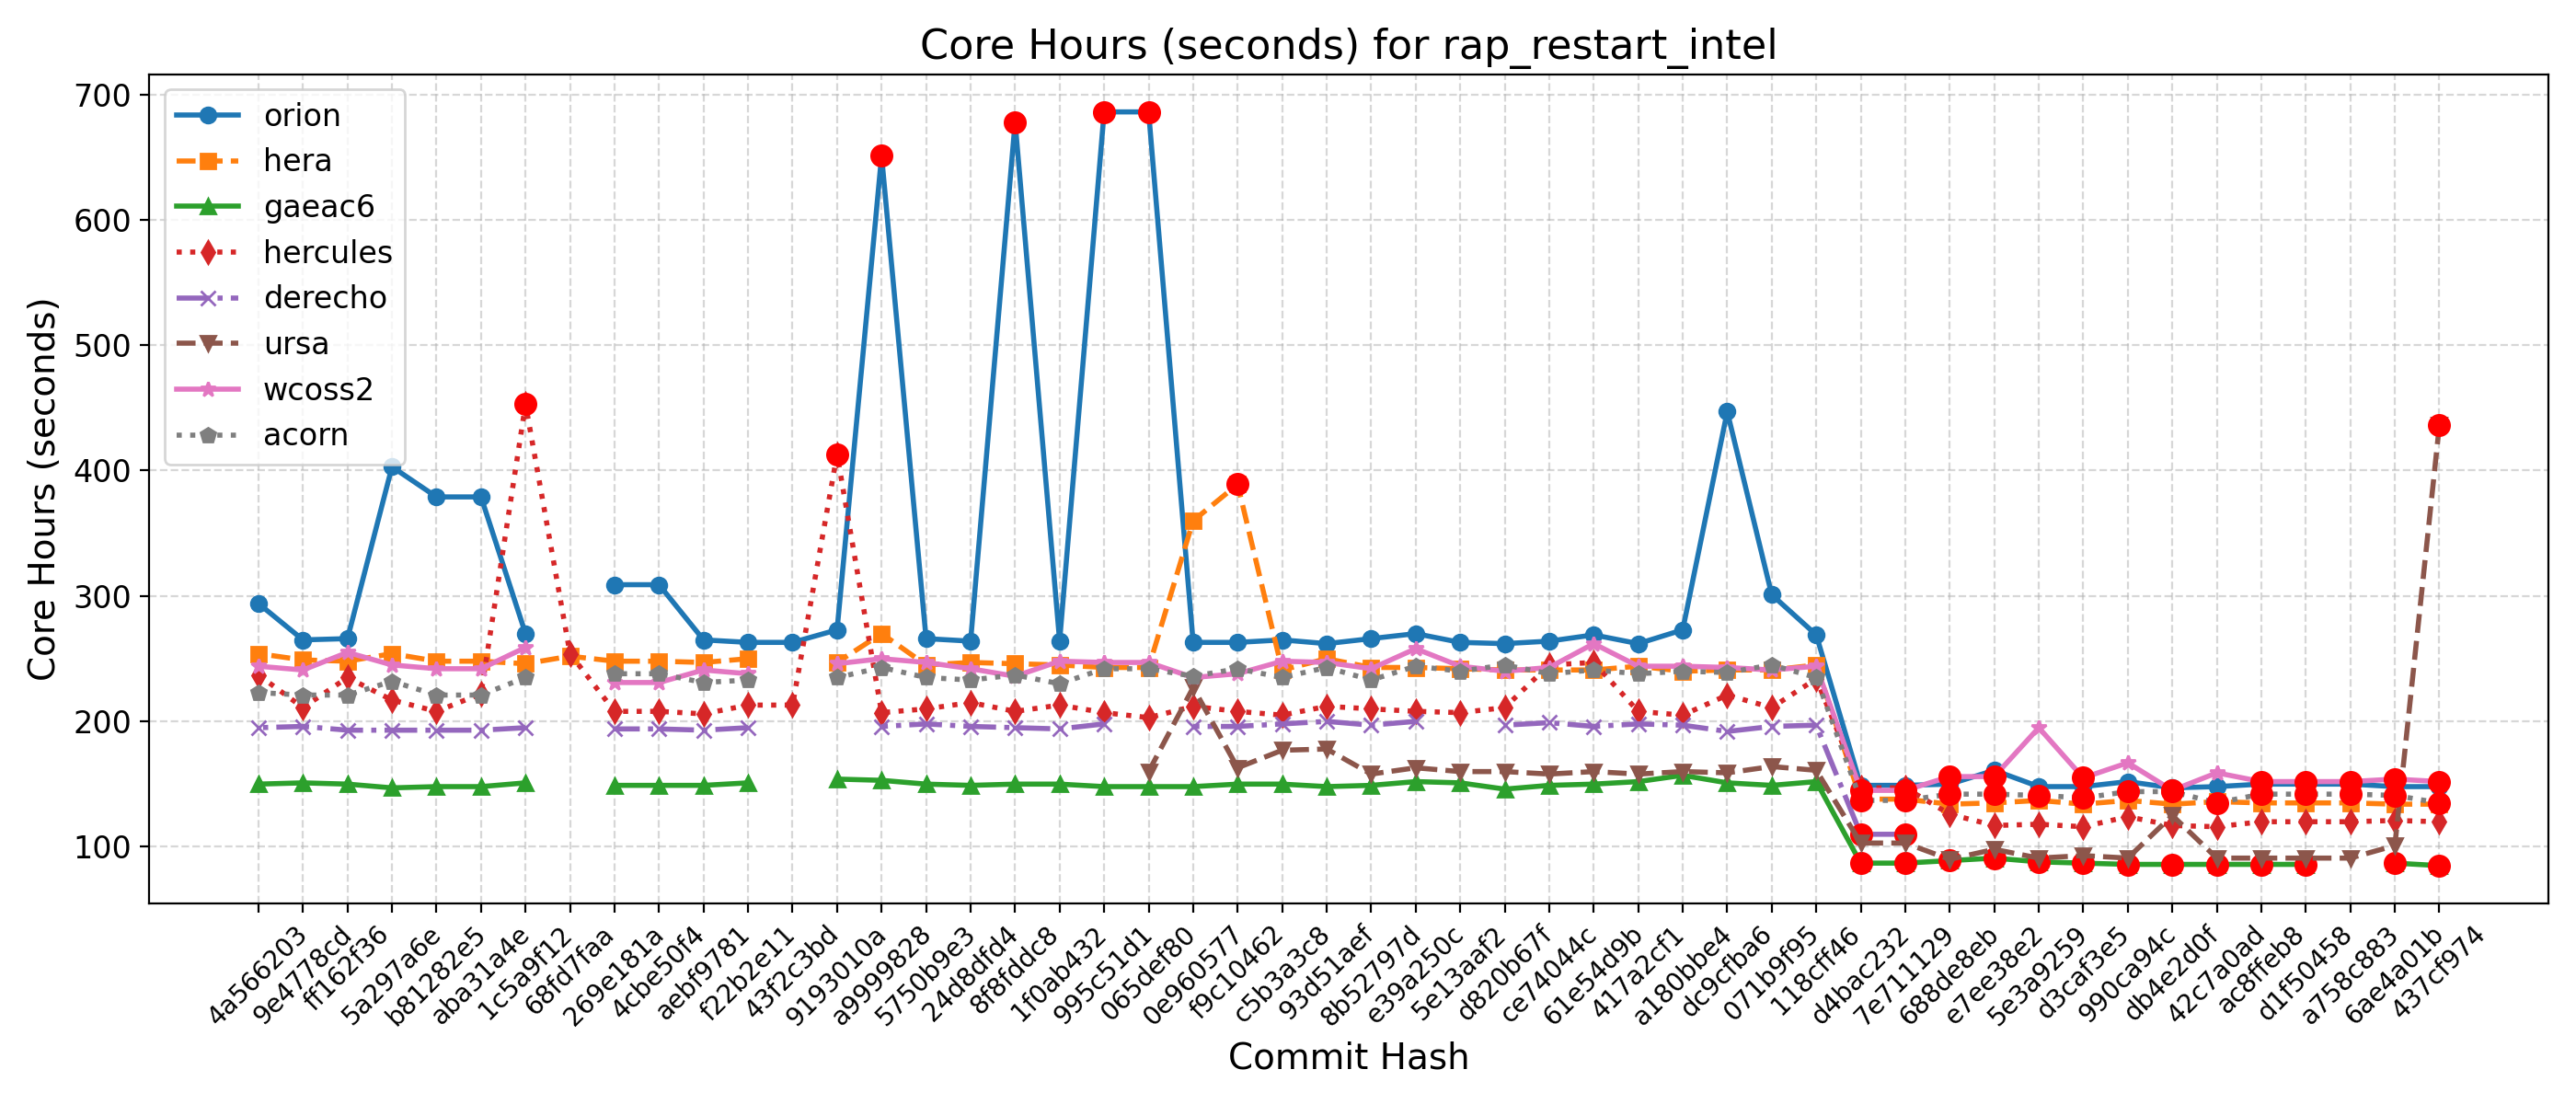 Core Hours (seconds) for rap_restart_intel
Core Hours (seconds)
700
600
500
400
300
200
100
orion
hera
gaeac6
hercules
derecho
ursa
wcoss2
acorn
4a566203
9e4778cd
ff162f36
5a297a6e
b81282e5
aba31a4e
1c5a9f12
68fd7faa
269e181a
4cbe50f4
aebf9781
f22b2e11
43f2c3bd
9193010a
a9999828
5750b9e3
24d8dfd4
8f8fddc8
1f0ab432
995c51d1
065def80
0e960577
f9c10462
c5b3a3c8
93d51aef
8b52797d
e39a250c
5e13aaf2
d820b67f
ce74044c
61e54d9b
417a2cf1
a180bbe4
dc9cfba6
071b9f95
118cff46
d4bac232
7e711129
688de8eb
e7ee38e2
5e3a9259
d3caf3e5
990ca94c
db4e2d0f
42c7a0ad
ac8ffeb8
d1f50458
a758c883
6ae4a01b
437cf974
Commit Hash